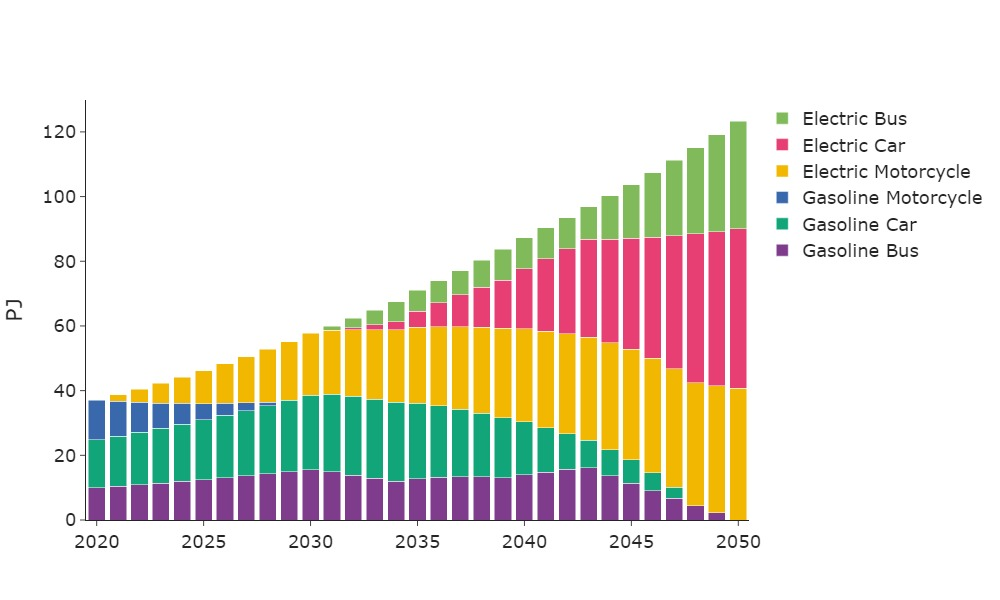 PJ
120
100
80
60
40
20
0
2020 2025 2030 2035 2040 2045 2050
Electric Bus
Electric Car
Electric Motorcycle
Gasoline Motorcycle
Gasoline Car
Gasoline Bus